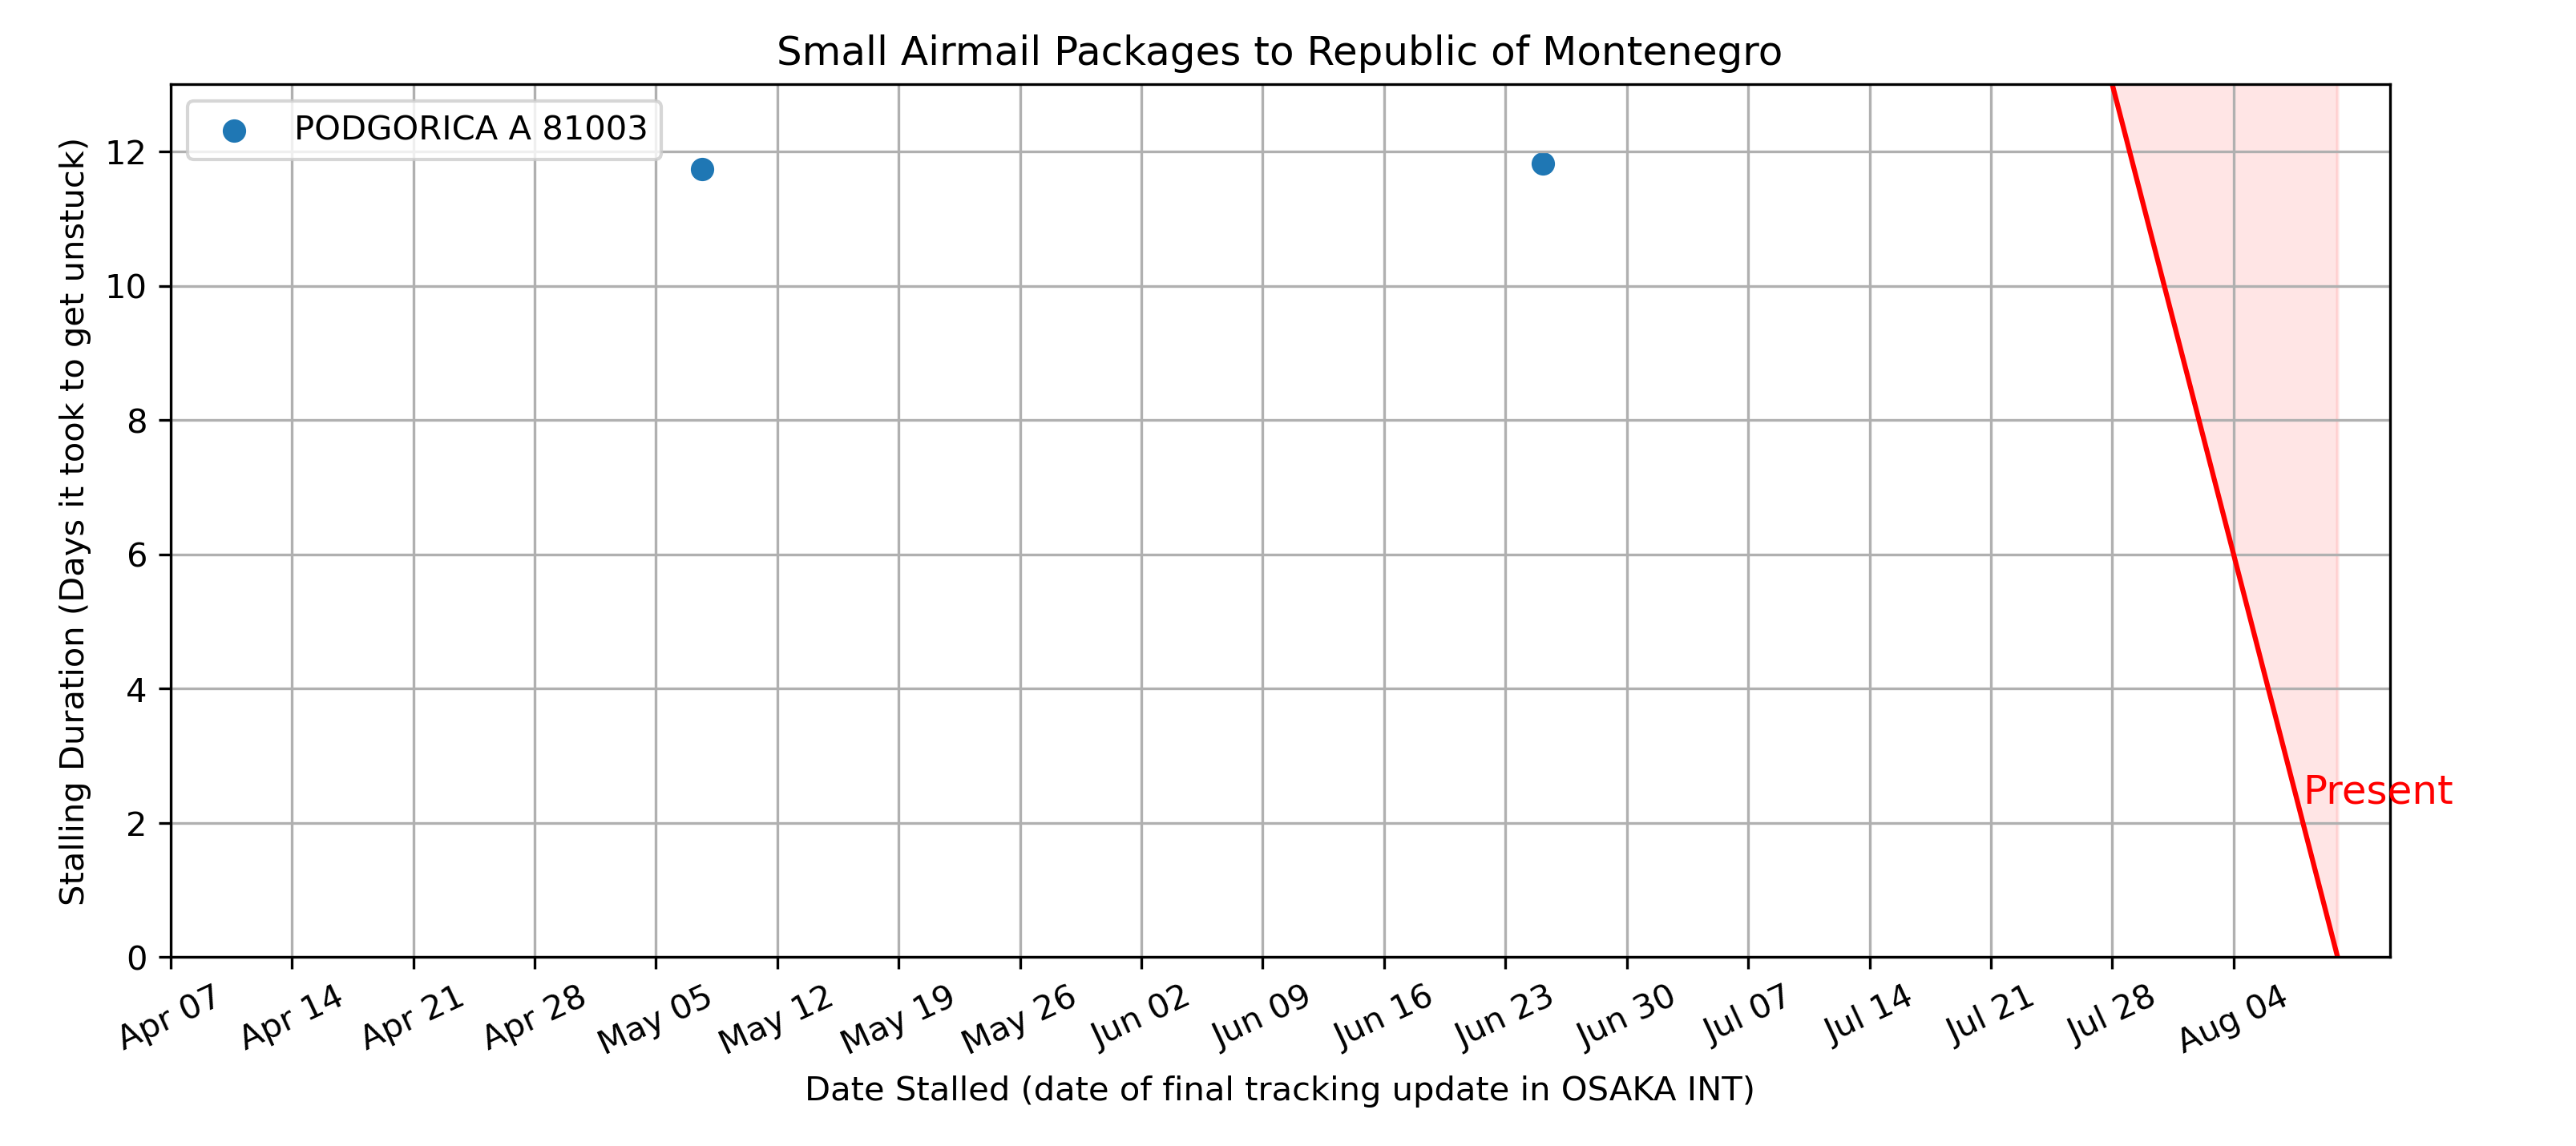 Small Airmail Packages to Republic of Montenegro
PODGORICA A 81003
Stalling Duration (Days it took to get unstuck)
12
10
8
6
4
2
0
Present
Apr 07
Apr 14
Apr 21
Apr 28
May 05
May 12
May 19
May 26
Jun 02
Jun 09
Jun 16
Jun 23
Jun 30
Jul 07
Jul 14
Jul 21
Jul 28
Aug 04
Date Stalled (date of final tracking update in OSAKA INT)